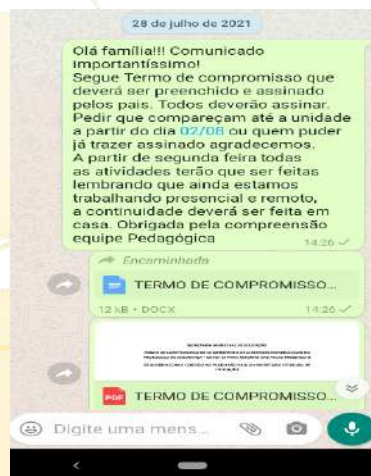 28 de julho de 2021
Olá família!!! Comunicado
importantíssimo!
Segue Termo de compromisso que
deverá ser preenchido e assinado
pelos pais. Todos deverão assinar.
Pedir que compareçam até a unidade
a partir do dia 02/08 ou quem puder
já trazer assinado agradecemos.
A partir de segunda feira todas
as atividades terão que ser feitas
lembrando que ainda estamos
trabalhando presencial e remoto,
a continuidade deverá ser feita em
casa. Obrigada pela compreensão
equipe Pedagógica
14:26
Encaminhada
TERMO DE COMPROMISSO...
12 kB • DOCX 14:26
PDF TERMO DE COMPROMISSO...
Digite uma mens...